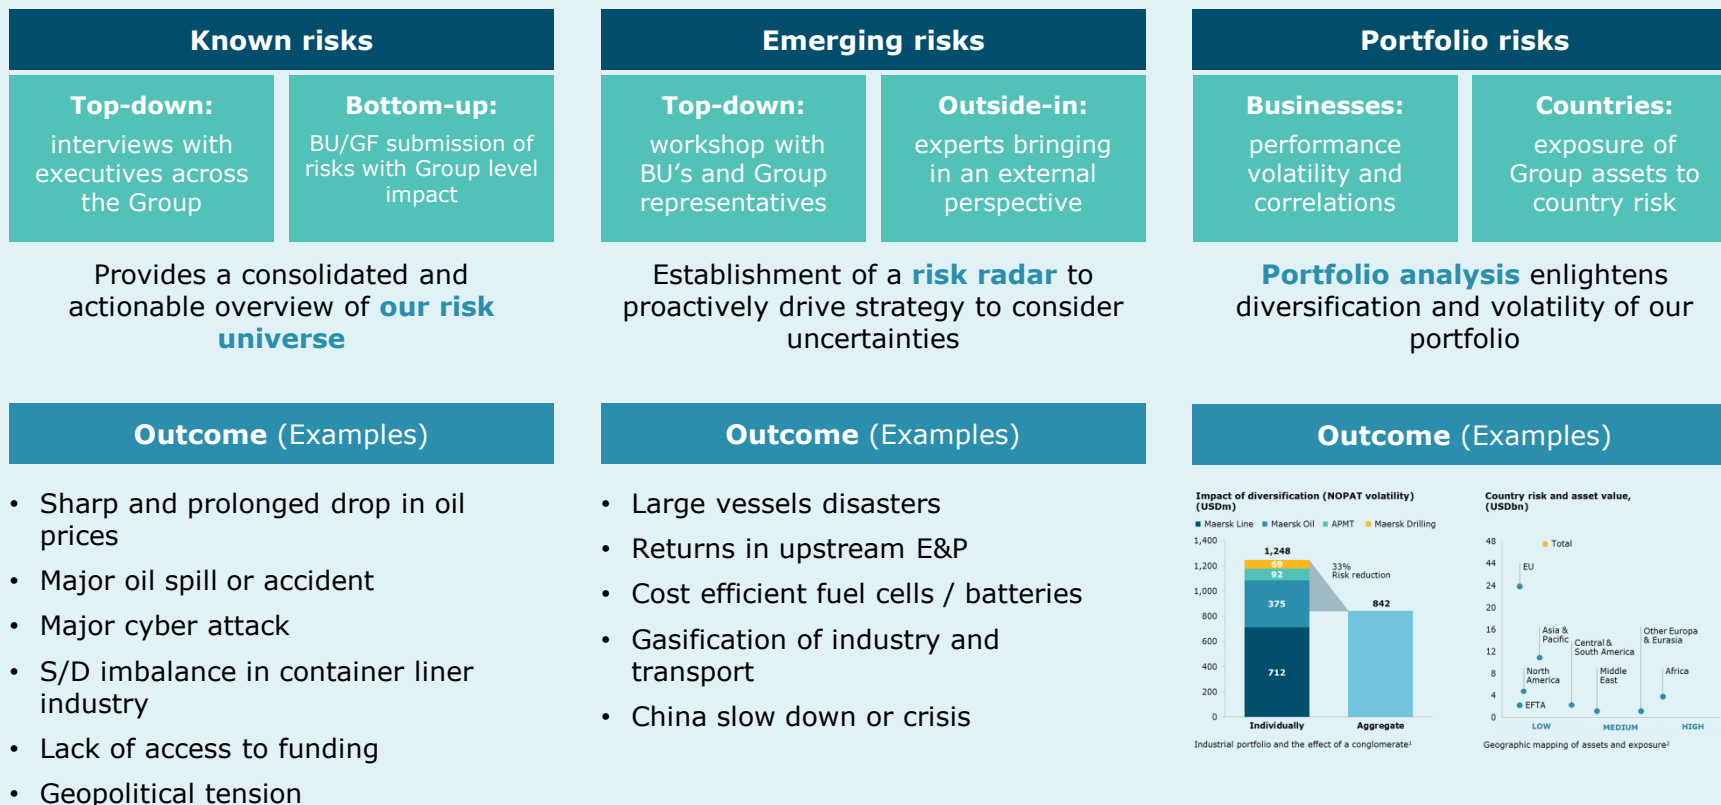 Known risks
Top-down:
interviews with
executives across
the Group
Bottom-up:
BU/GF submission of
risks with Group level
impact
Provides a consolidated and
actionable overview of our risk
universe
Outcome (Examples)
• Sharp and prolonged drop in oil
prices
• Major oil spill or accident
• Major cyber attack
• S/D imbalance in container liner
industry
• Lack of access to funding
• Geopolitical tension
Emerging risks
Top-down:
workshop with
BU's and Group
representatives
Outside-in:
experts bringing
in an external
perspective
Establishment of a risk radar to
proactively drive strategy to consider
uncertainties
Outcome (Examples)
• Large vessels disasters
• Returns in upstream E&P
• Cost efficient fuel cells / batteries
• Gasification of industry and
transport
• China slow down or crisis
Portfolio risks
Businesses:
performance
volatility and
correlations
Countries:
exposure of
Group assets to
country risk
Portfolio analysis enlightens
diversification and volatility of our
portfolio
Outcome (Examples)
Impact of diversification (NOPAT volatility)
(USDm)
Maersk Line Maersk Oil APMT Maersk Drilling
1,400
1,200
1,000
800
600
400
200
0
1,248
69
92
375
712
33%
Risk reduction
842
Individually
Aggregate
Industrial portfolio and the effect of a conglomerate¹
Country risk and asset value,
(USDbn)
48
44
24
20
16
12
8
4
0
Total
EU
Asia &
Pacific
Central &
South America
Other Europa
& Eurasia
North
America
Middle
East
Africa
EFTA
LOW
MEDIUM
HIGH
Geographic mapping of assets and exposure²